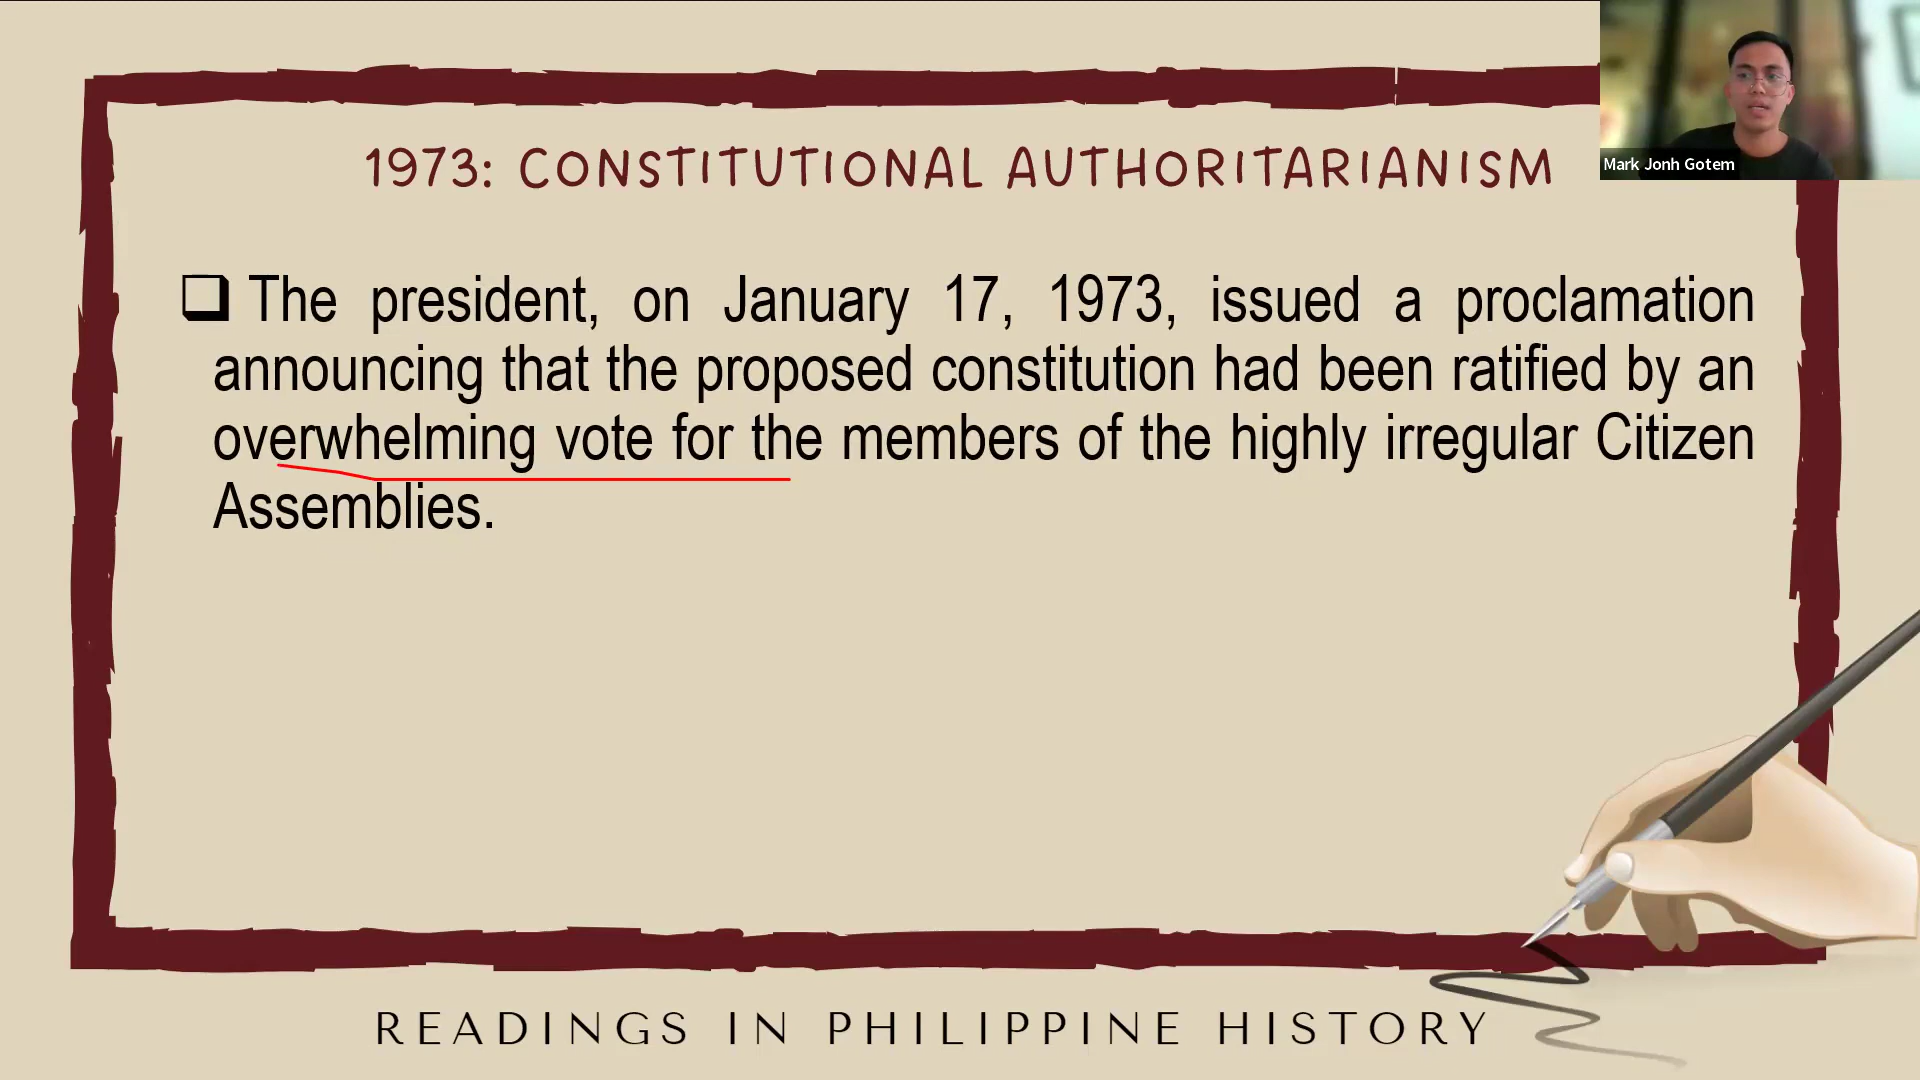 1973: CONSTITUTIONAL AUTHORITARIANISM
Mark Jonh Gotem
The president, on January 17, 1973, issued a proclamation
announcing that the proposed constitution had been ratified by an
overwhelming vote for the members of the highly irregular Citizen
Assemblies.
READINGS IN PHILIPPINE HISTORY